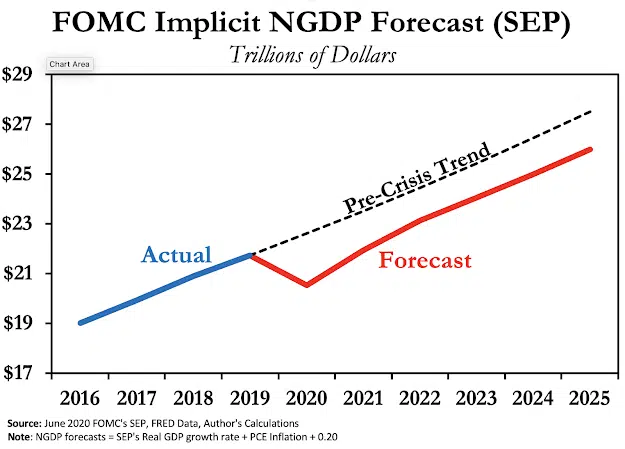 FOMC Implicit NGDP Forecast (SEP)
Trillions of Dollars
Chart Area
$29
$27
$25
$23
$21
$19
$17
Pre-Crisis Trend
Actual
Forecast
2016 2017 2018 2019 2020 2021 2022 2023 2024 2025
Source: June 2020 FOMC's SEP, FRED Data, Author's Calculations
Note: NGDP forecasts = SEP's Real GDP growth rate + PCE Inflation + 0.20